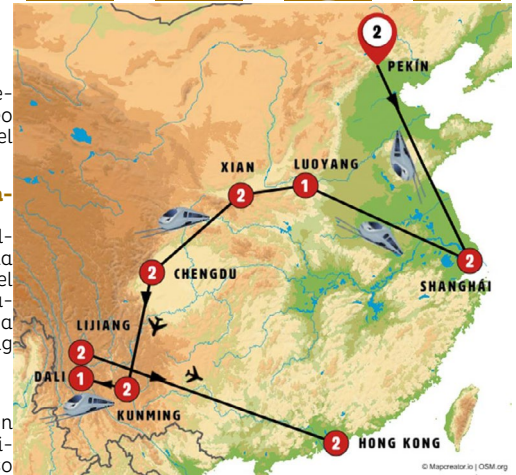 2
PEKÍN
XIAN
LUOYANG
2
1
2
CHENGDU
2
SHANGHÁI
LIJIANG
2
DALI
1
2
KUNMING
2
HONG KONG
© Mapcreator.io | OSM.org